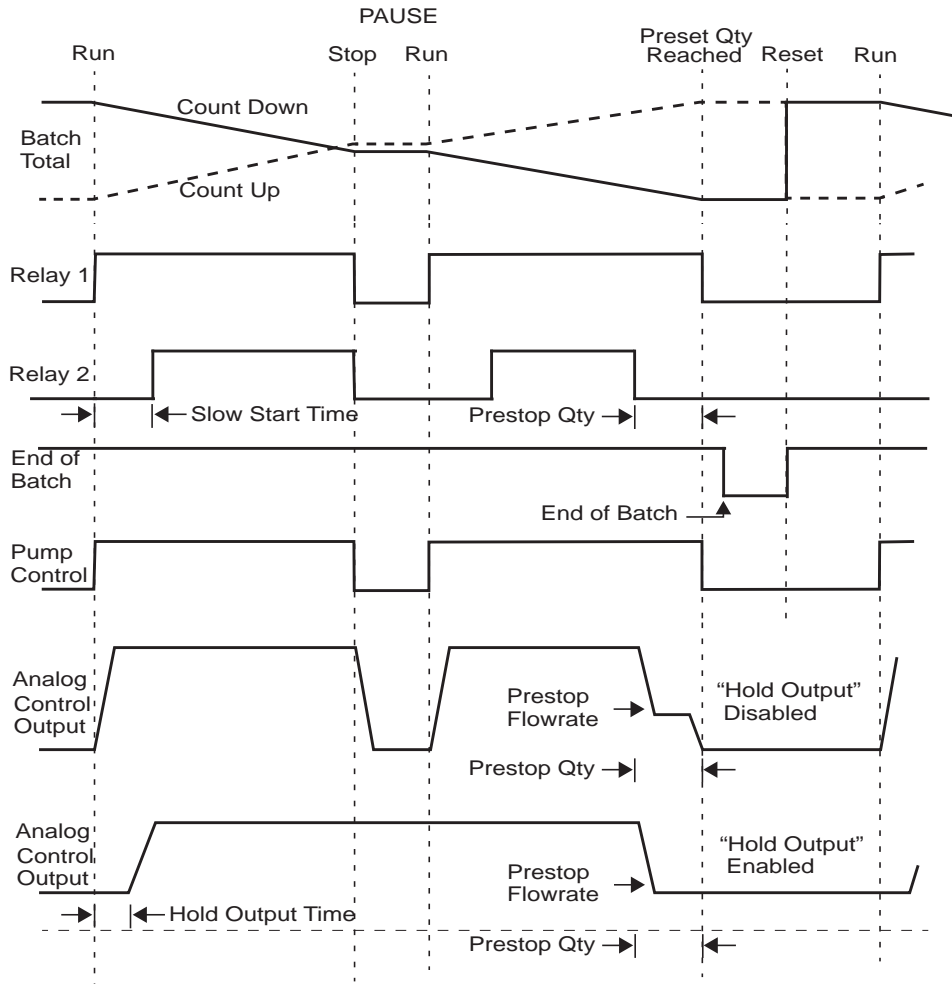 PAUSE
Run
Stop
Run
Preset Qty
Reached
Reset
Run
Count Down
Batch
Total
Count Up
Relay 1
Relay 2
Slow Start Time
Prestop Qty
End of
Batch
End of Batch
Pump
Control
Analog
Control
Output
Prestop
Flowrate
“Hold Output”
Disabled
Prestop Qty
Analog
Control
Output
Prestop
Flowrate
“Hold Output”
Enabled
Hold Output Time
Prestop Qty